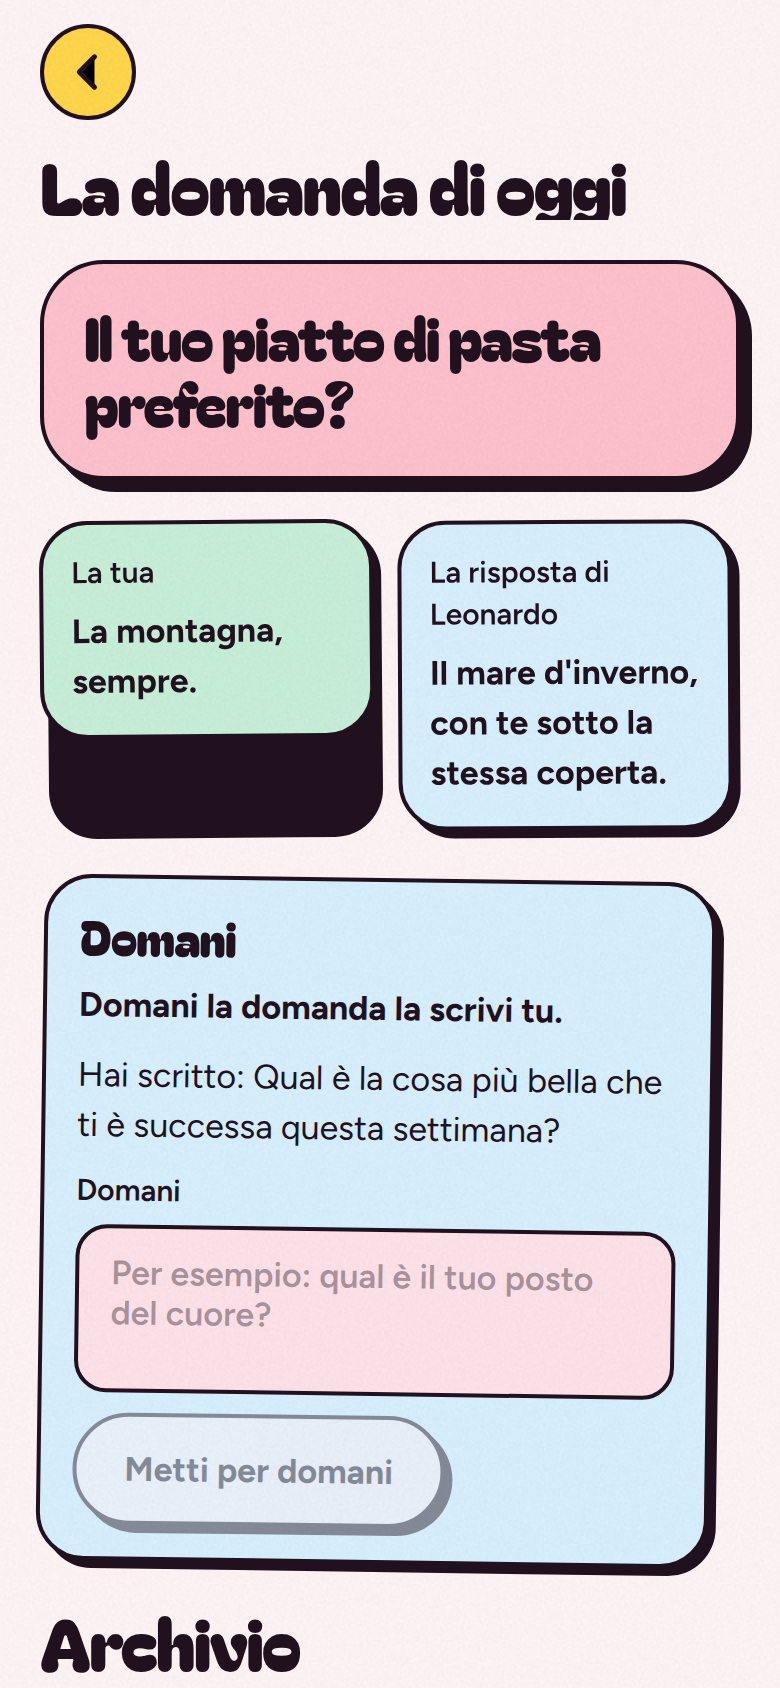 La domanda di oggi
Il tuo piatto di pasta
preferito?
La tua
La montagna,
sempre.
La risposta di
Leonardo
Il mare d'inverno,
con te sotto la
stessa coperta.
Domani
Domani la domanda la scrivi tu.
Hai scritto: Qual è la cosa più bella che
ti è successa questa settimana?
Domani
Per esempio: qual è il tuo posto
del cuore?
Metti per domani
Archivio